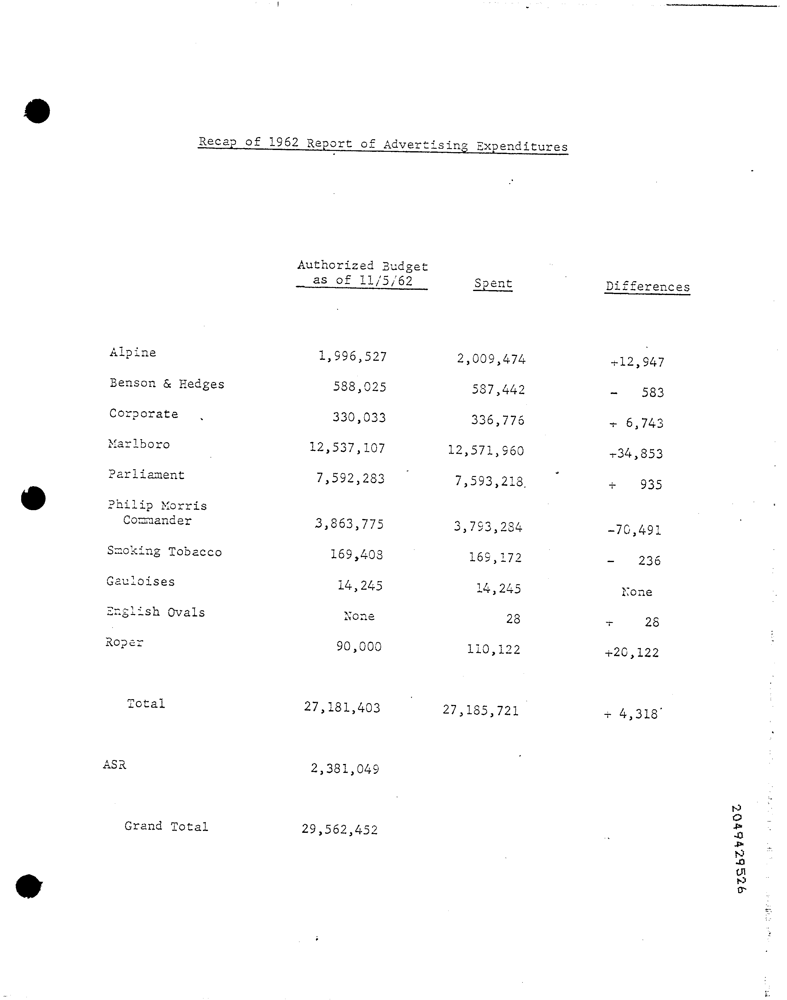 Recap of 1962 Report of Advertising Expenditures
Authorized Budget
as of 11/5/62 Spent Differences
Alpine 1,996,527 2,009,474 +12,947
Benson & Hedges 588,025 587,442 - 583
Corporate 330,033 336,776 + 6,743
Marlboro 12,537,107 12,571,960 +34,853
Parliament 7,592,283 7,593,218 + 935
Philip Morris
Commander 3,863,775 3,793,284 -70,491
Smoking Tobacco 169,408 169,172 - 236
Gauloises 14,245 14,245 None
English Ovals None 28 + 28
Roper 90,000 110,122 +20,122
Total 27,181,403 27,185,721 + 4,318
ASR 2,381,049
Grand Total 29,562,452
2049429526